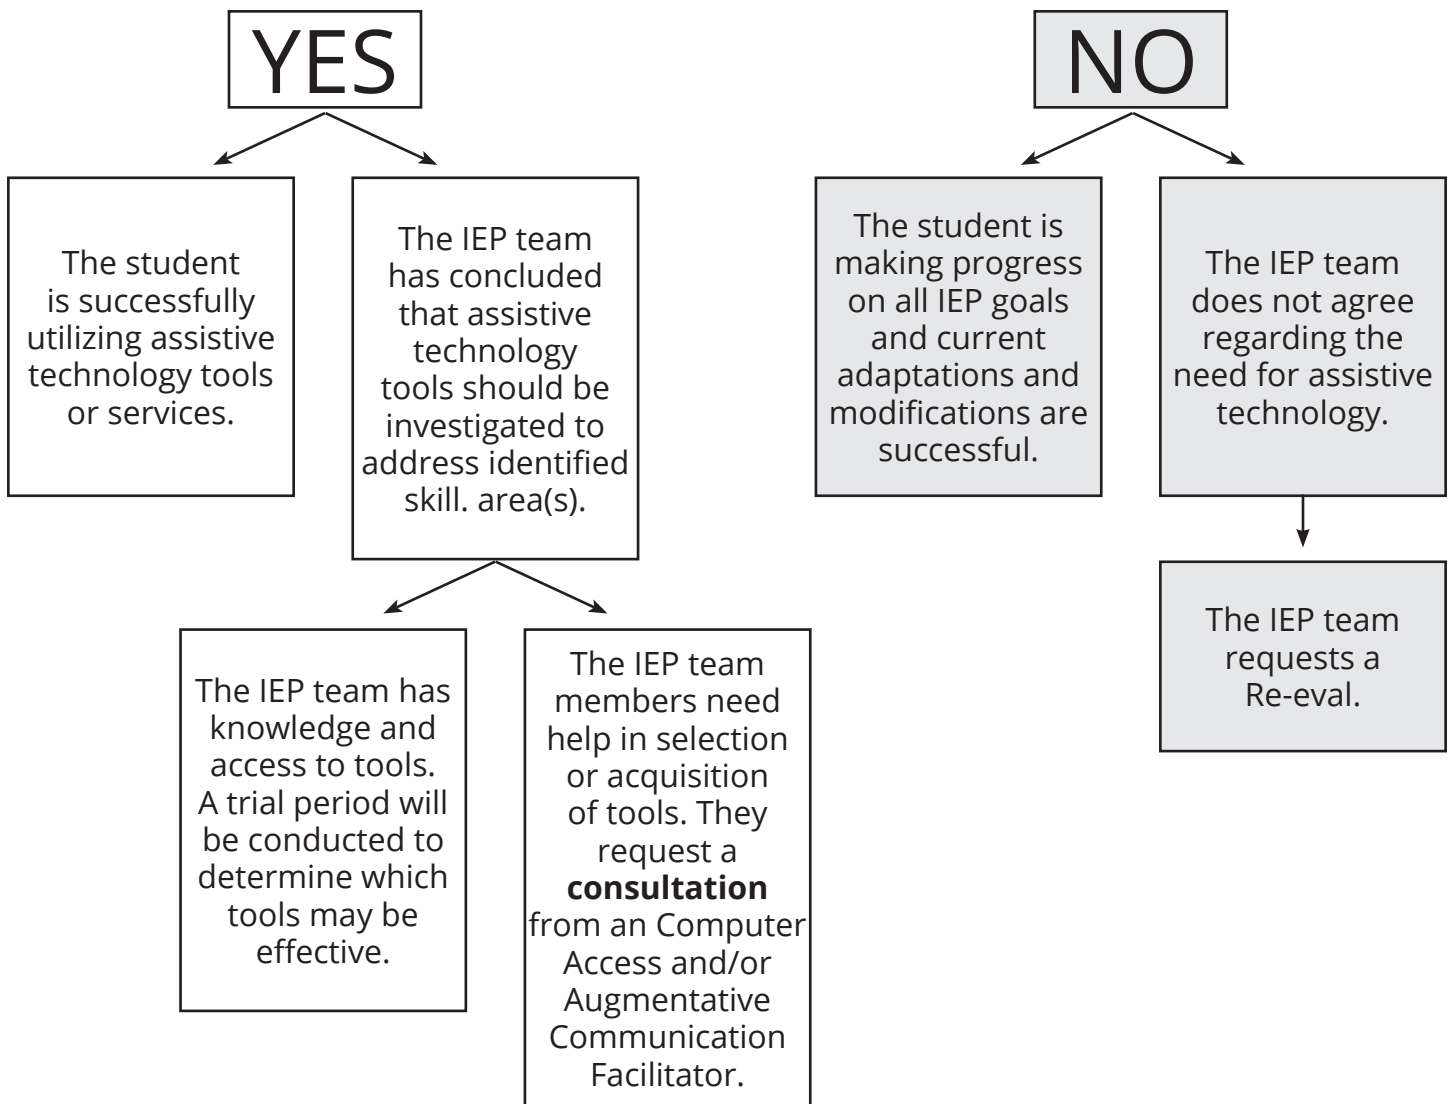 YES
The student
is successfully
utilizing assistive
technology tools
or services.
The IEP team
has concluded
that assistive
technology
tools should be
investigated to
address identified
skill. area(s).
The IEP team has
knowledge and
access to tools.
A trial period will
be conducted to
determine which
tools may be
effective.
The IEP team
members need
help in selection
or acquisition
of tools. They
request a
consultation
from an Computer
Access and/or
Augmentative
Communication
Facilitator.
NO
The student is
making progress
on all IEP goals
and current
adaptations and
modifications are
successful.
The IEP team
does not agree
regarding the
need for assistive
technology.
The IEP team
requests a
Re-eval.